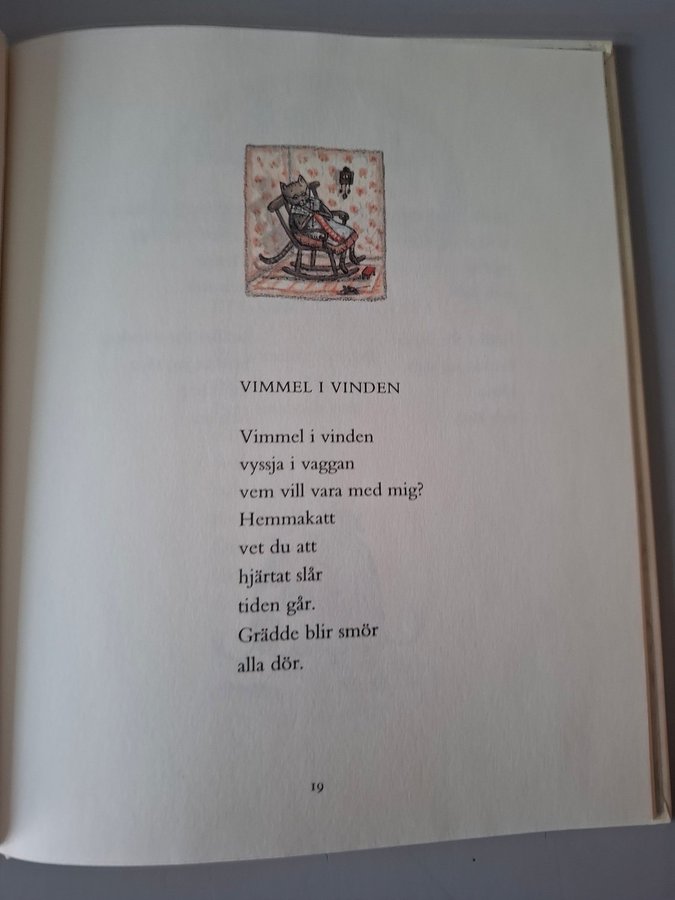 VIMMEL I VINDEN
Vimmel i vinden
vyssja i vaggan
vem vill vara med mig?
Hemmakatt
vet du att
hjärtat slår
tiden går.
Grädde blir smör
alla dör.
19